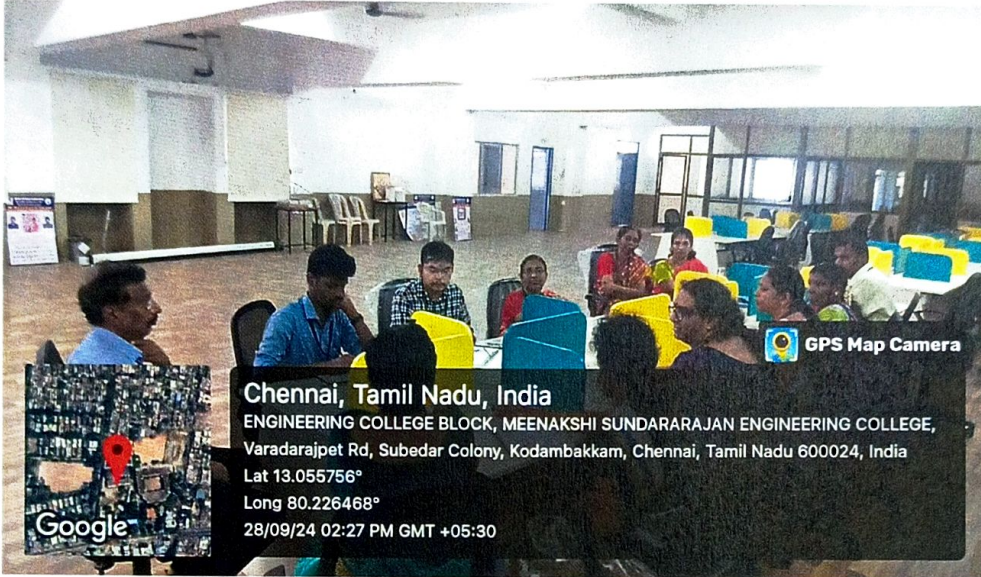 GPS Map Camera
Chennai, Tamil Nadu, India
ENGINEERING COLLEGE BLOCK, MEENAKSHI SUNDARARAJAN ENGINEERING COLLEGE,
Varadarajpet Rd, Subedar Colony, Kodambakkam, Chennai, Tamil Nadu 600024, India
Lat 13.055756°
Long 80.226468°
28/09/24 02:27 PM GMT +05:30
Google